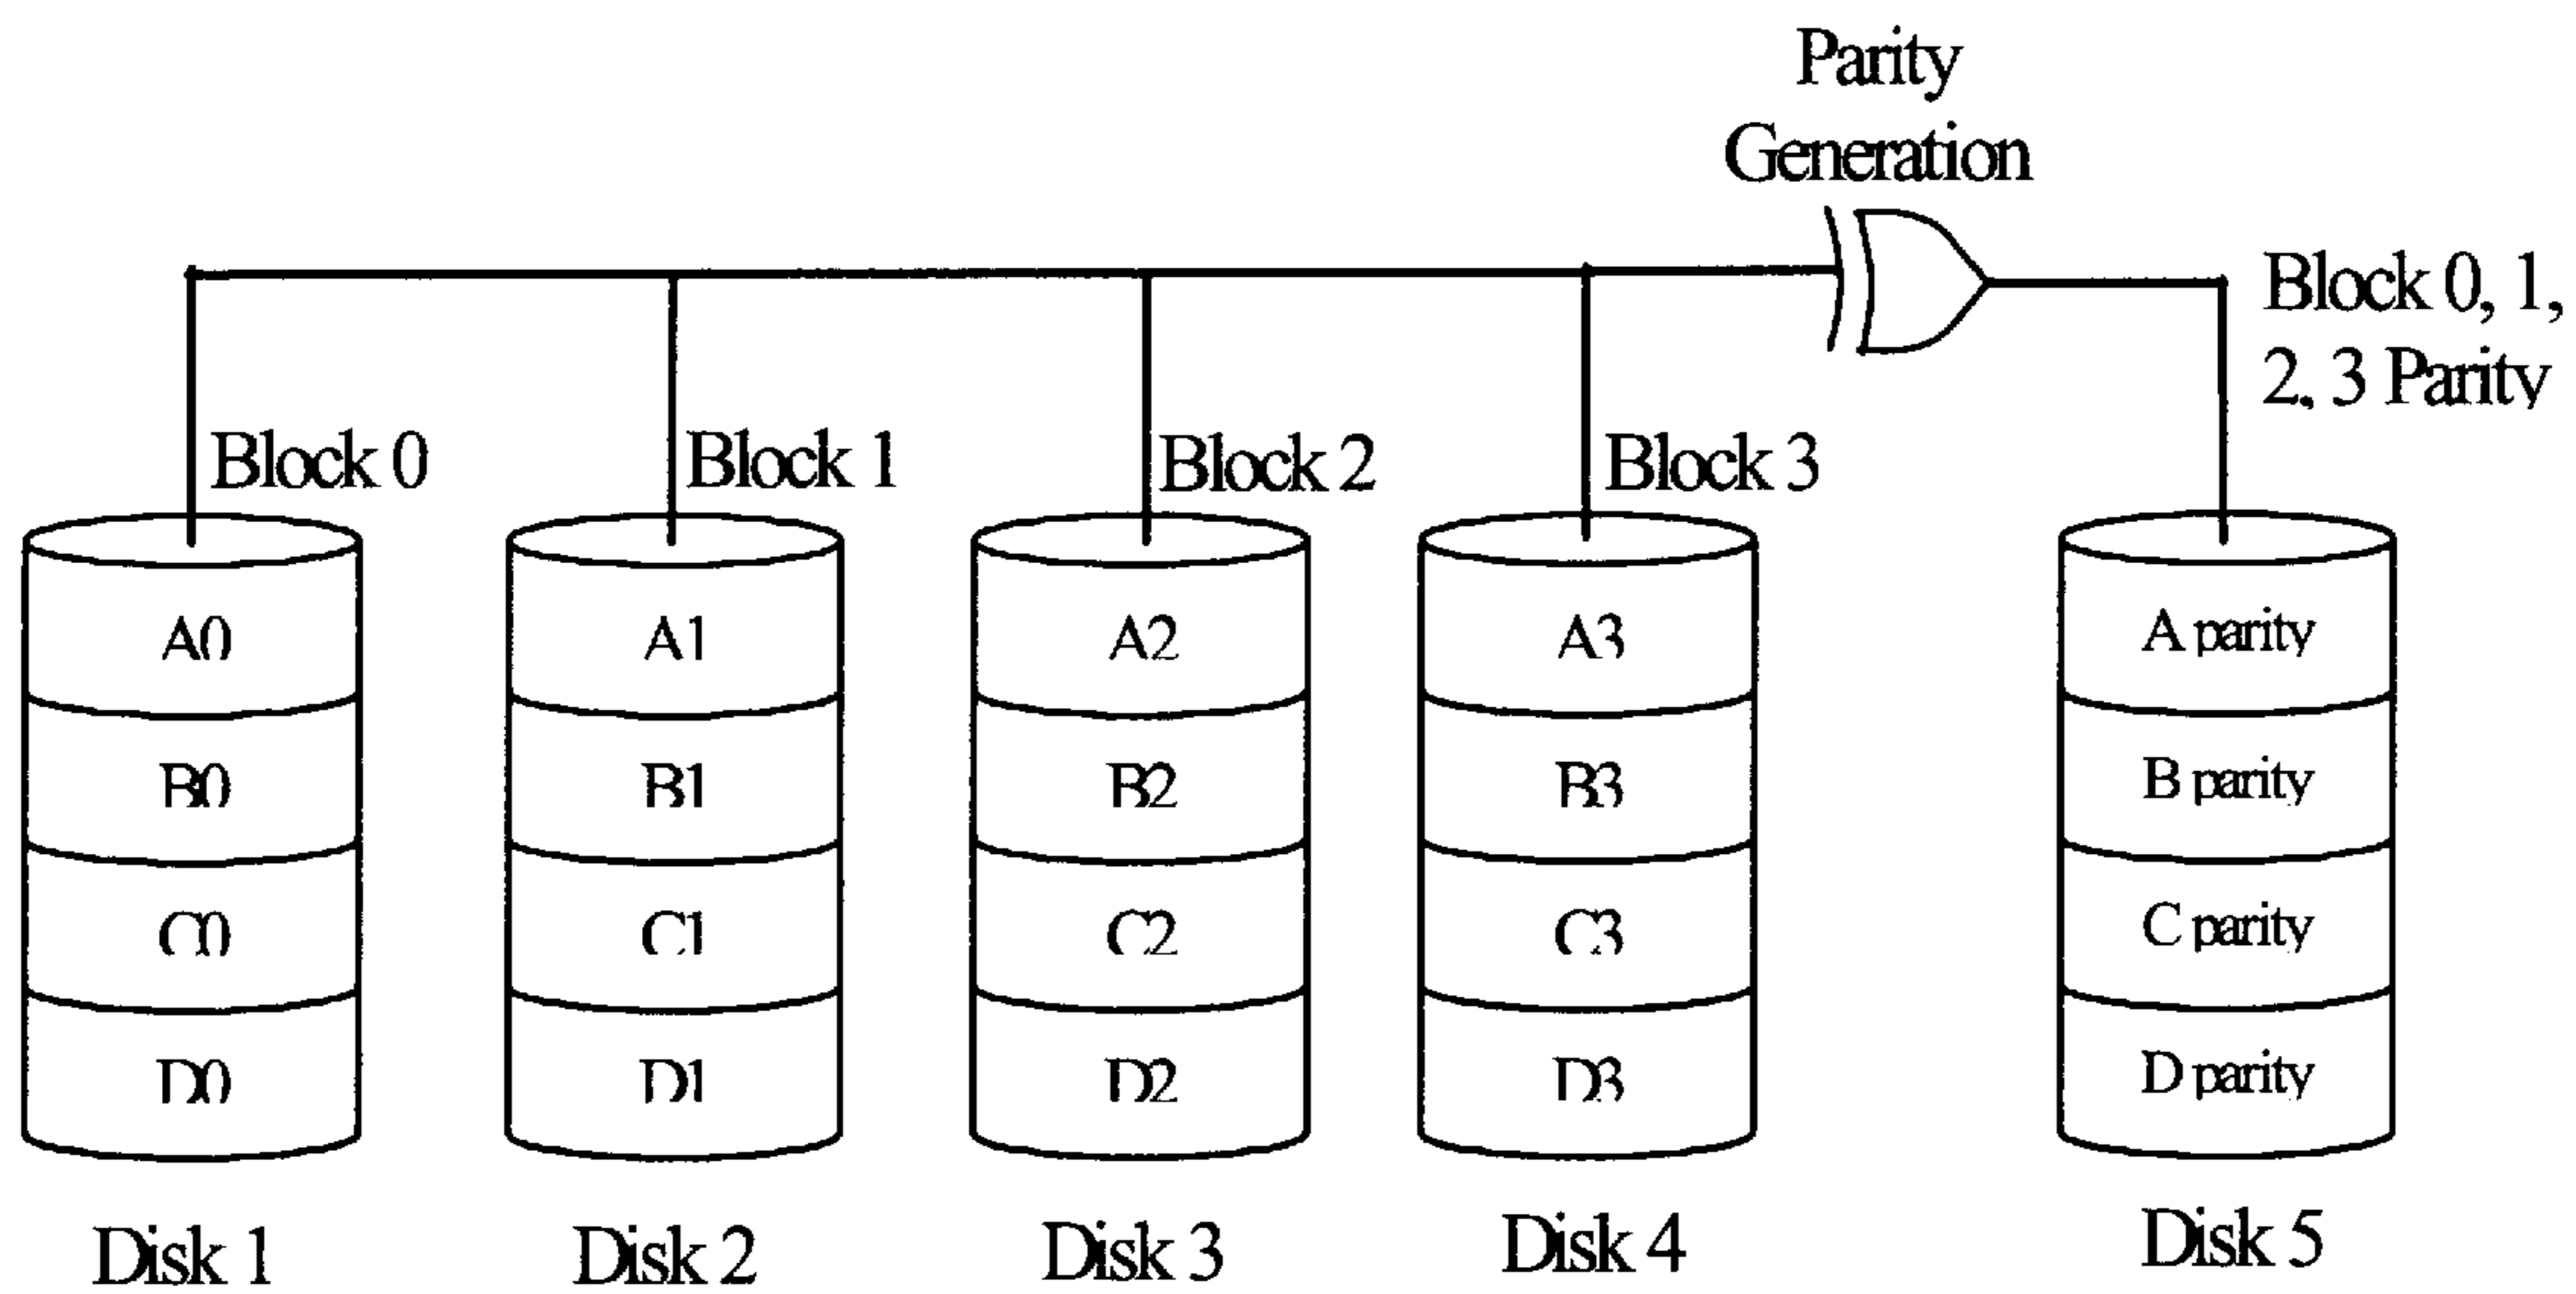 Parity
Generation
Block 0, 1,
2, 3 Parity
Block 0
Block 1
Block 2
Block 3
A0
A1
A2
A3
A parity
B0
B1
B2
B3
B parity
C0
C1
C2
C3
C parity
D0
D1
D2
D3
D parity
Disk 1
Disk 2
Disk 3
Disk 4
Disk 5